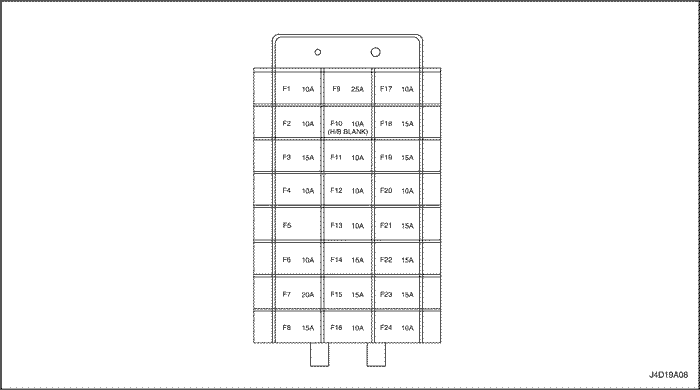 F1 10A F9 25A F17 10A
F2 10A F10 10A F18 15A
(H/B BLANK)
F3 15A F11 10A F19 15A
F4 10A F12 10A F20 10A
F5 F13 10A F21 15A
F6 10A F14 15A F22 15A
F7 20A F15 15A F23 15A
F8 15A F16 10A F24 10A
J4D19A08